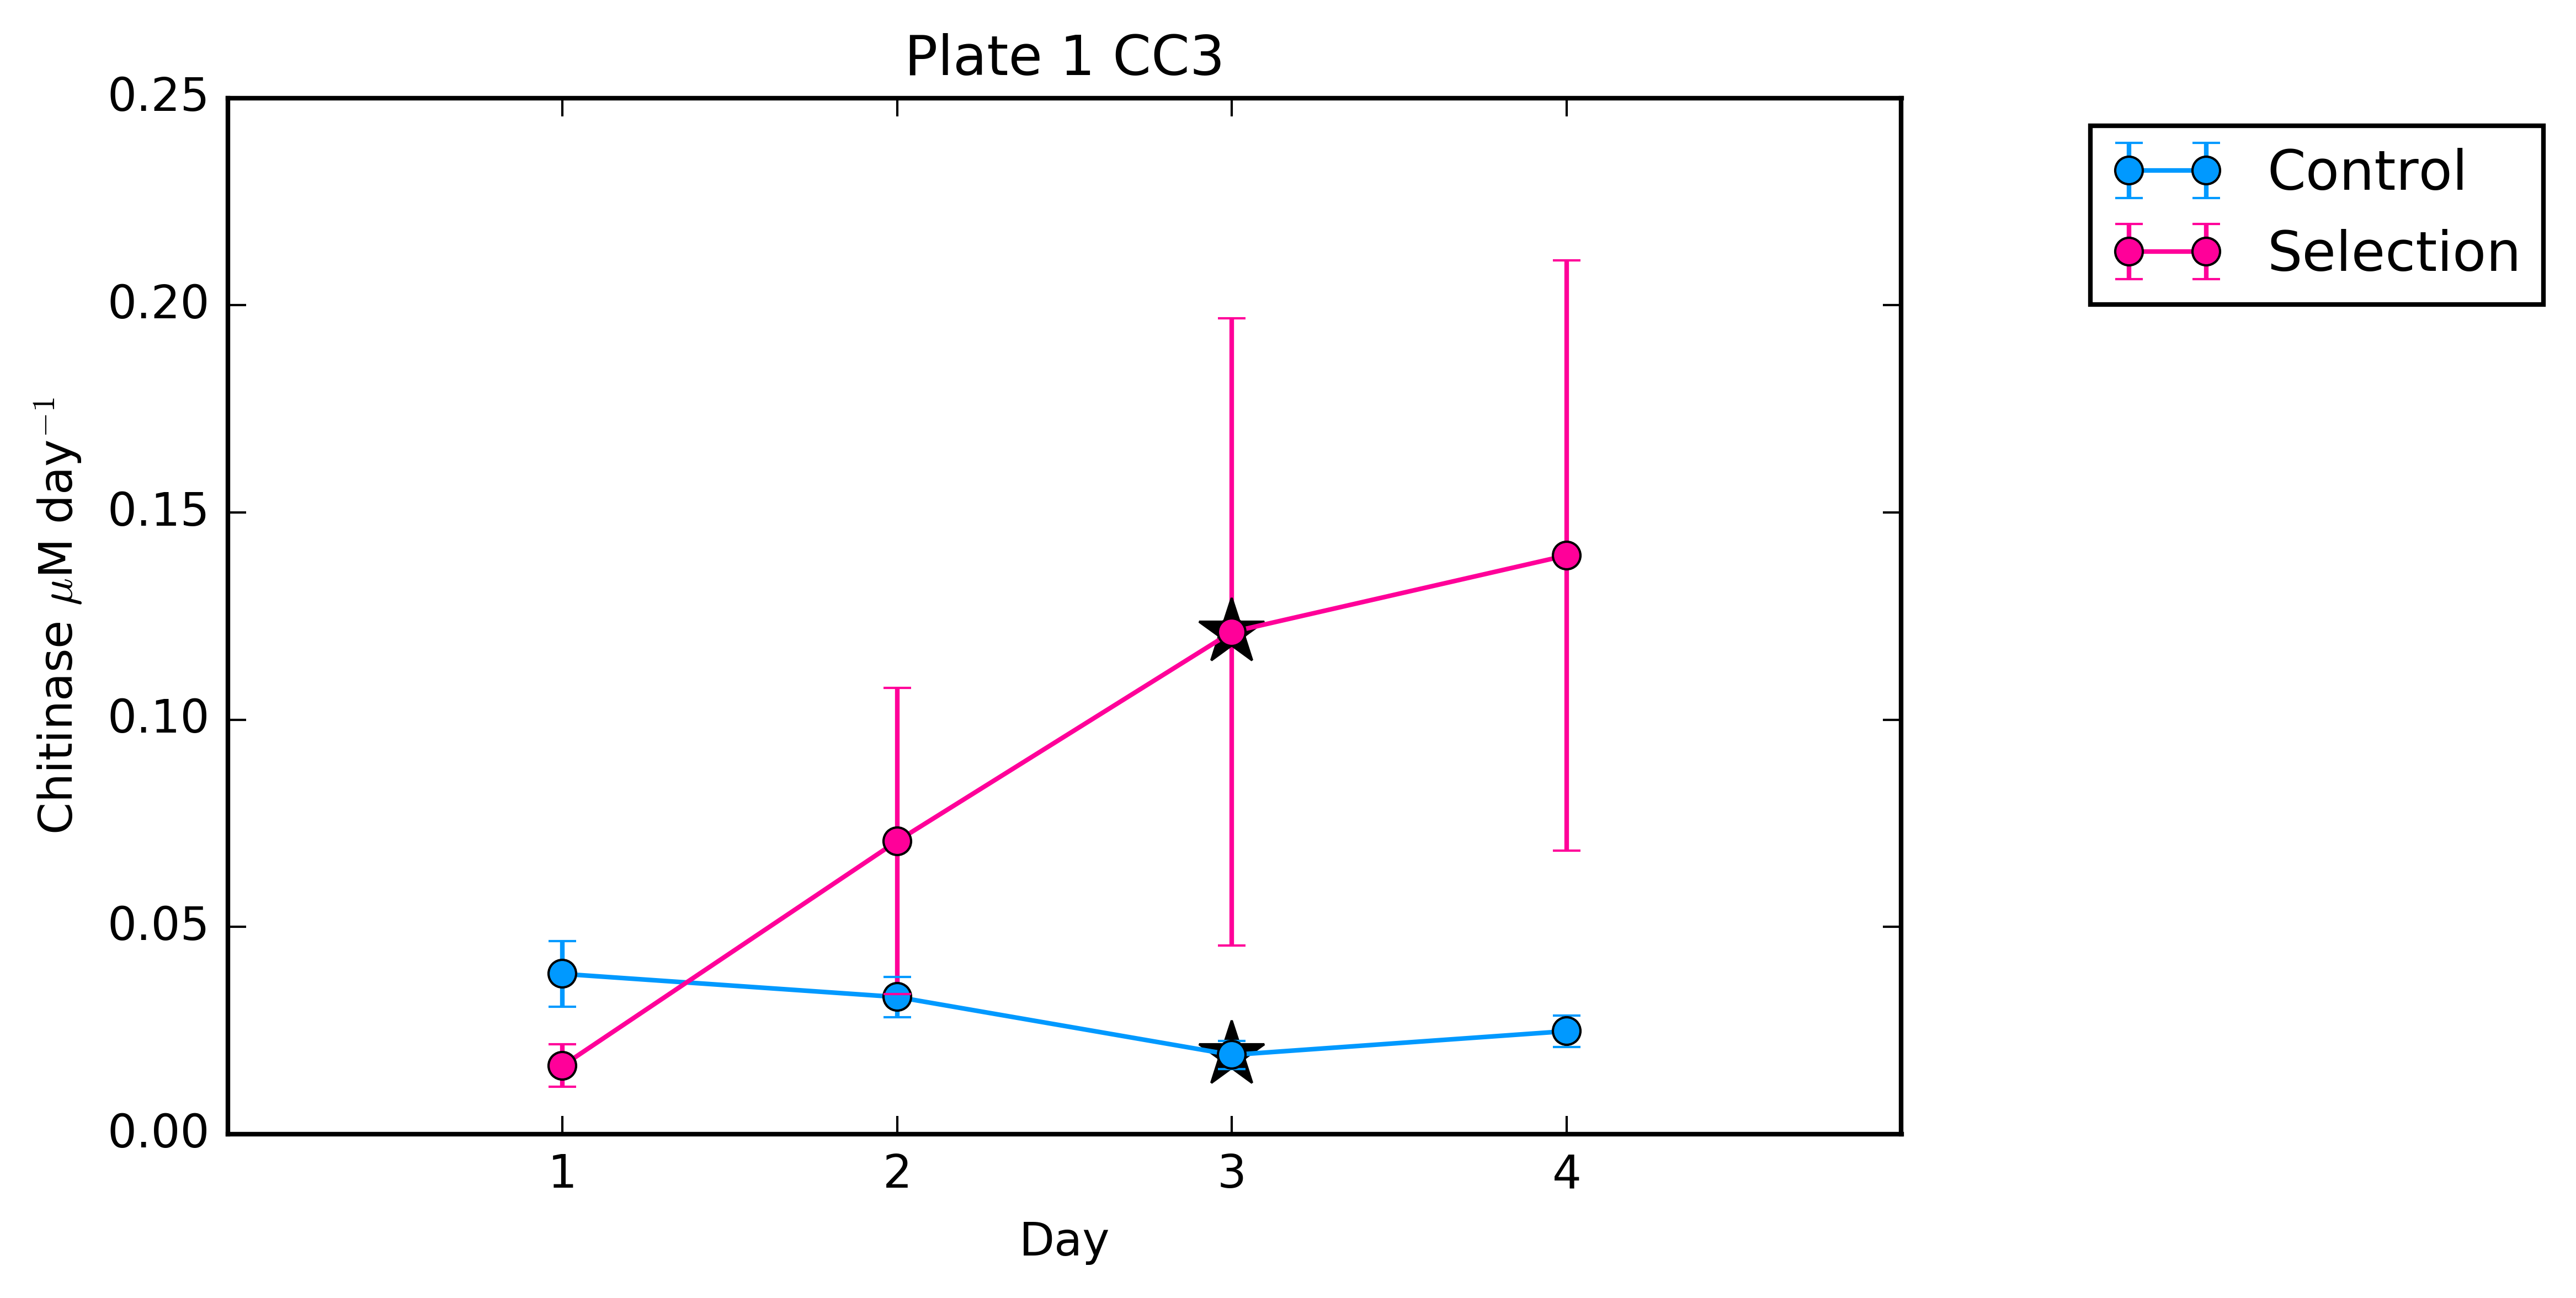 Plate 1 CC3
0.25
0.20
0.15
0.10
0.05
0.00
Chitinase μM day⁻¹
1 2 3 4
Day
Control
Selection